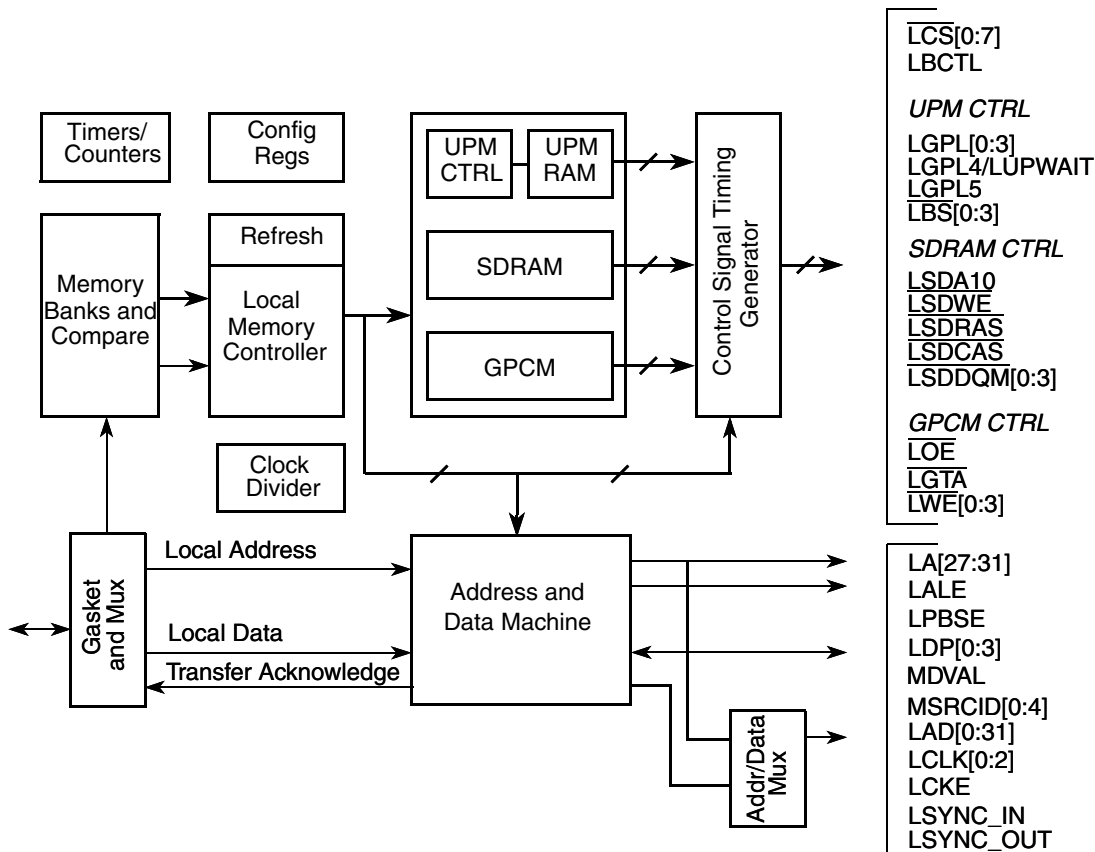 Timers/
Counters
Config
Regs
UPM
CTRL
UPM
RAM
SDRAM
GPCM
Control Signal Timing
Generator
Memory
Banks and
Compare
Refresh
Local
Memory
Controller
Clock
Divider
Gasket
and Mux
Local Address
Local Data
Transfer Acknowledge
Address and
Data Machine
Addr/Data
Mux
LCS[0:7]
LBCTL
UPM CTRL
LGPL[0:3]
LGPL4/LUPWAIT
LGPL5
LBS[0:3]
SDRAM CTRL
LSDA10
LSDWE
LSDRAS
LSDCAS
LSDDQM[0:3]
GPCM CTRL
LOE
LGTA
LWE[0:3]
LA[27:31]
LALE
LPBSE
LDP[0:3]
MDVAL
MSRCID[0:4]
LAD[0:31]
LCLK[0:2]
LCKE
LSYNC_IN
LSYNC_OUT